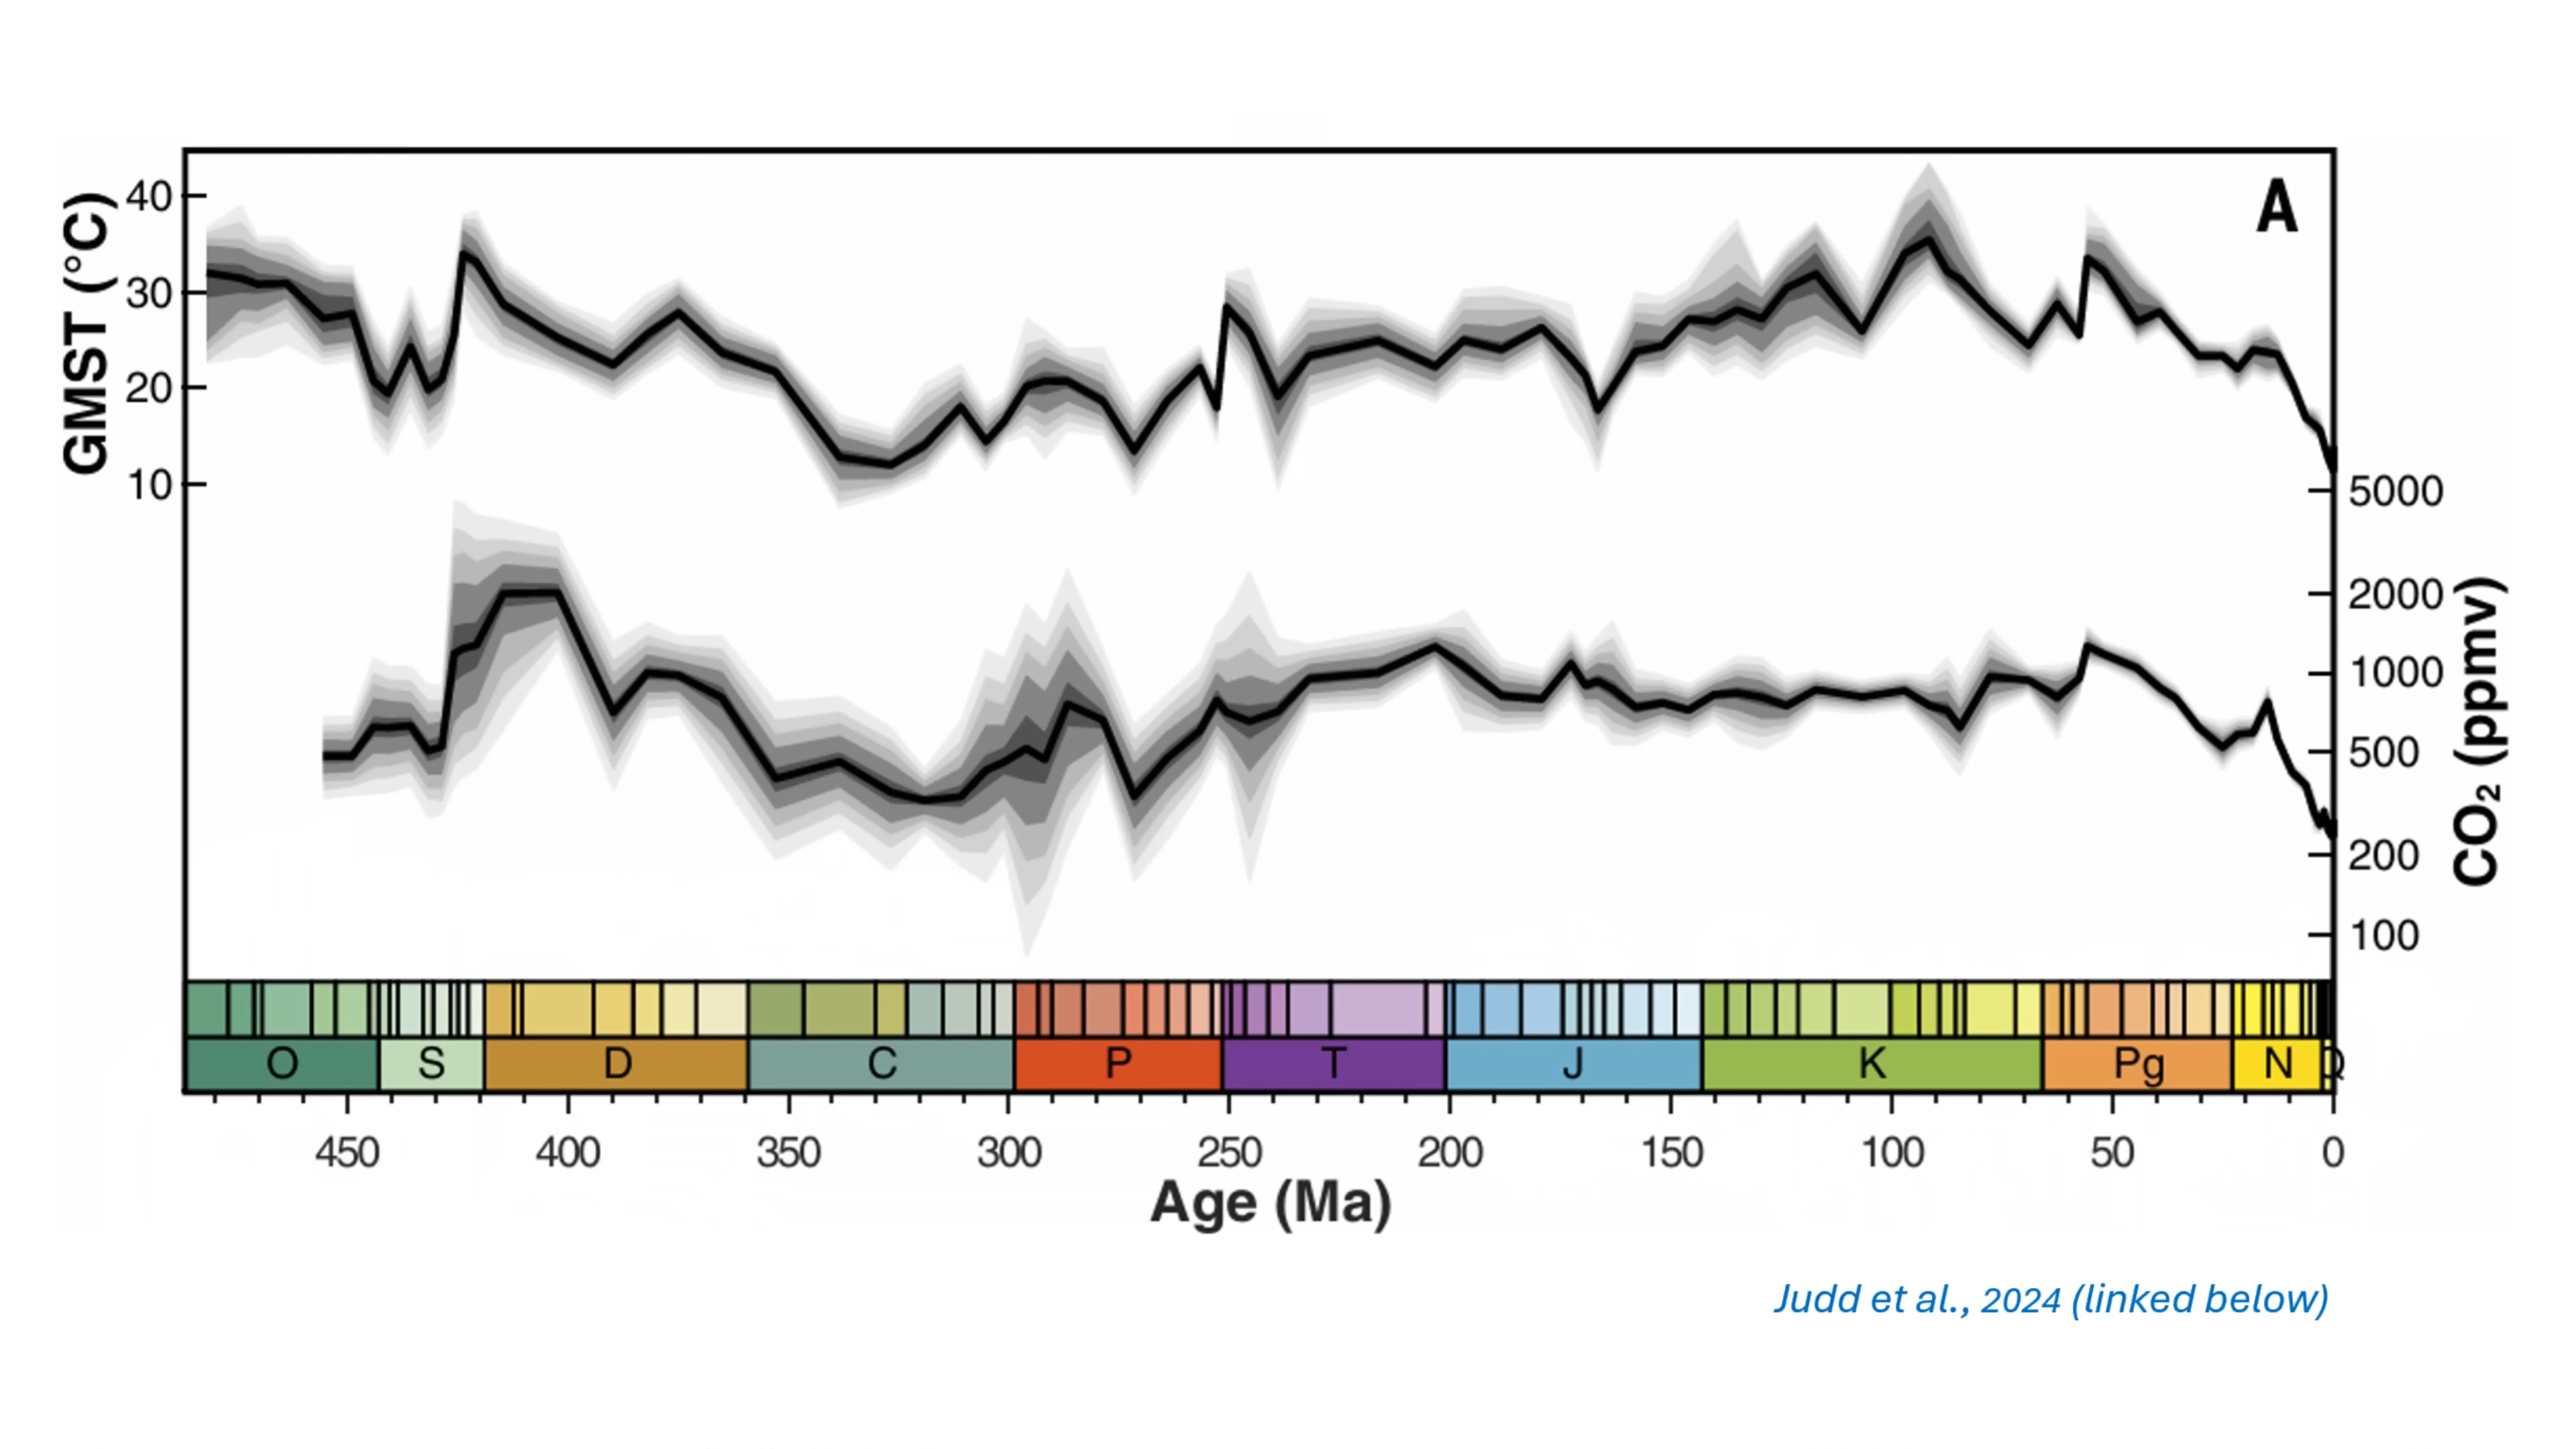 A
GMST (°C)
40
30
20
10
5000
2000
1000
500
200
100
CO₂ (ppmv)
O S D C P T J K Pg N Q
450 400 350 300 250 200 150 100 50 0
Age (Ma)
Judd et al., 2024 (linked below)